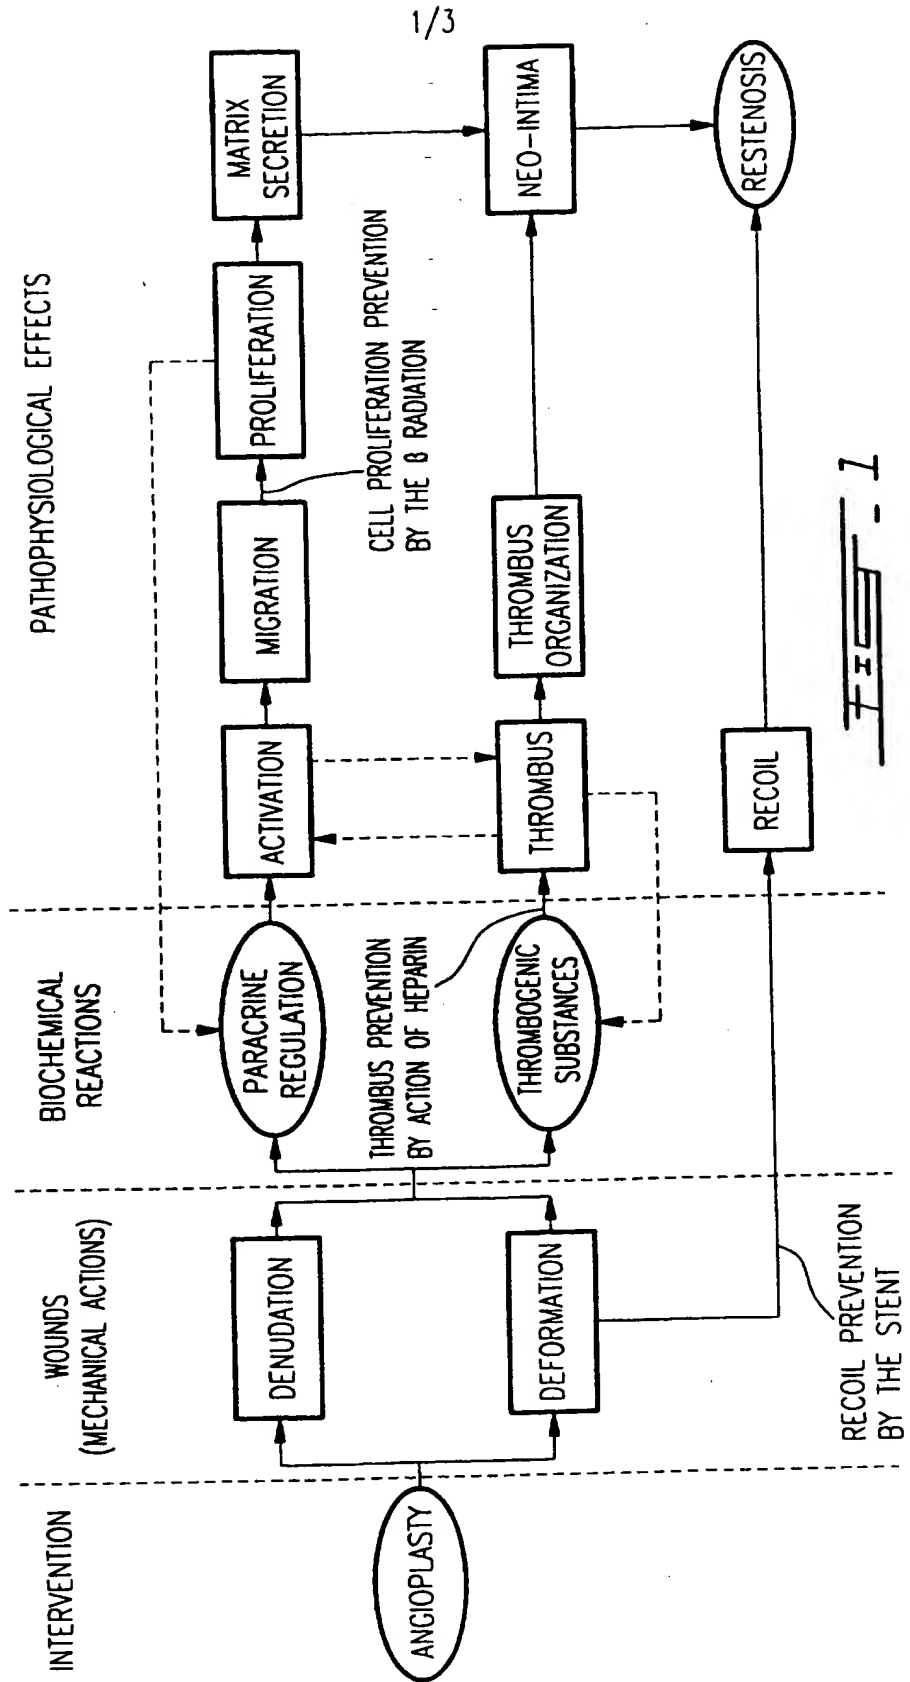 1/3
INTERVENTION
WOUNDS
(MECHANICAL ACTIONS)
BIOCHEMICAL
REACTIONS
PATHOPHYSIOLOGICAL EFFECTS
ANGIOPLASTY
DENUDATION
DEFORMATION
PARACRINE
REGULATION
THROMBUS PREVENTION
BY ACTION OF HEPARIN
THROMBOGENIC
SUBSTANCES
ACTIVATION
MIGRATION
PROLIFERATION
MATRIX
SECRETION
CELL PROLIFERATION PREVENTION
BY THE β RADIATION
THROMBUS
THROMBUS
ORGANIZATION
NEO-INTIMA
RECOIL PREVENTION
BY THE STENT
RECOIL
RESTENOSIS
FIG - 1